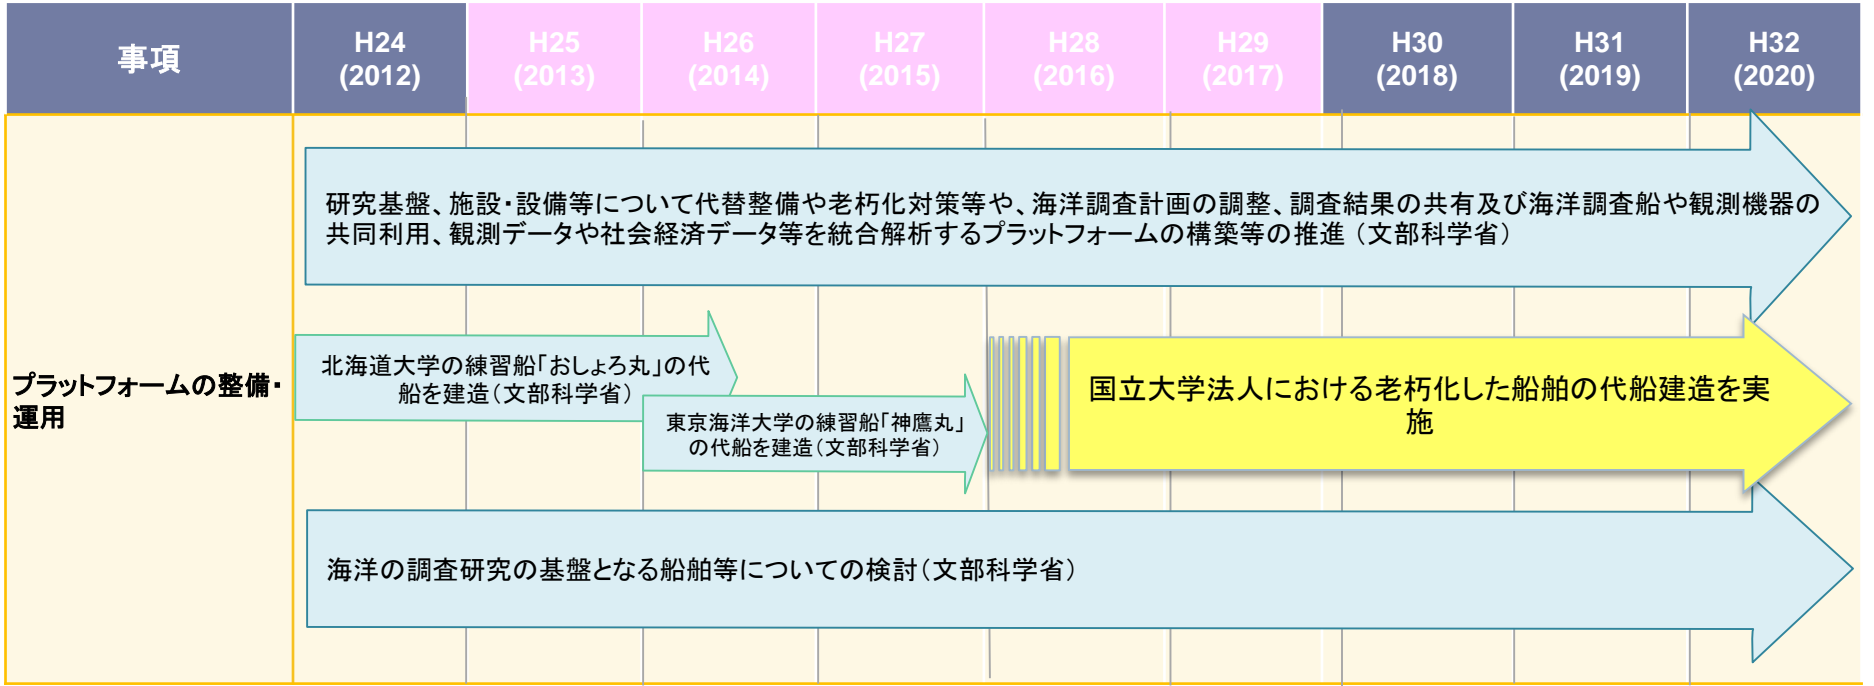 事項
H24
(2012)
H25
(2013)
H26
(2014)
H27
(2015)
H28
(2016)
H29
(2017)
H30
(2018)
H31
(2019)
H32
(2020)
プラットフォームの整備・
運用
研究基盤、施設・設備等について代替整備や老朽化対策等や、海洋調査計画の調整、調査結果の共有及び海洋調査船や観測機器の
共同利用、観測データや社会経済データ等を統合解析するプラットフォームの構築等の推進（文部科学省）
北海道大学の練習船「おしょろ丸」の代
船を建造（文部科学省）
東京海洋大学の練習船「神鷹丸」
の代船を建造（文部科学省）
国立大学法人における老朽化した船舶の代船建造を実
施
海洋の調査研究の基盤となる船舶等についての検討（文部科学省）